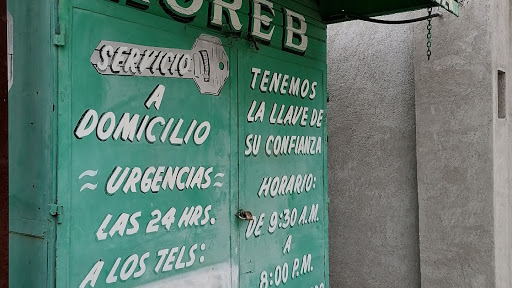 HOREB
SERVICIO
A
DOMICILIO
≈ URGENCIAS ≈
LAS 24 HRS.
A LOS TELS:
TENEMOS
LA LLAVE DE
SU CONFIANZA
HORARIO:
DE 9:30 A.M.
A
8:00 P.M.